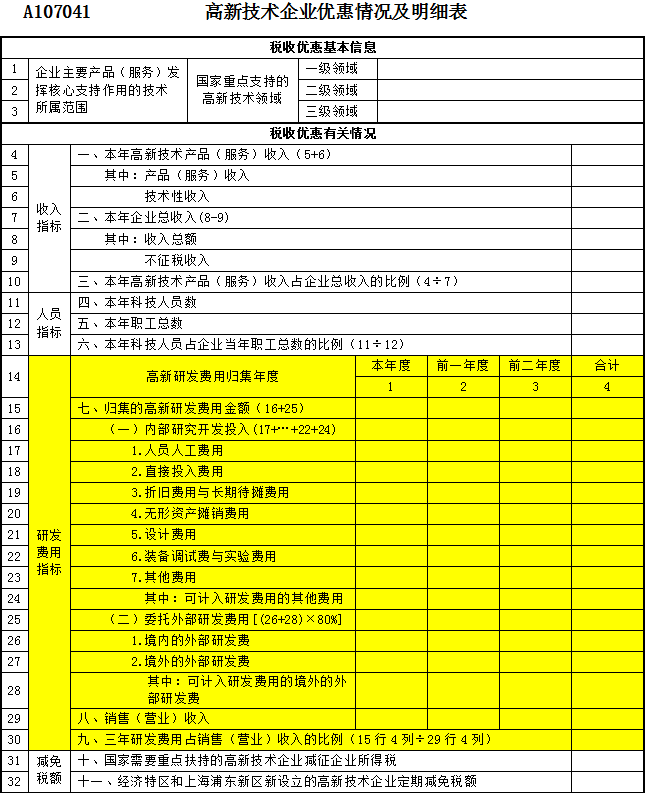 A107041 高新技术企业优惠情况及明细表
税收优惠基本信息
1 企业主要产品（服务）发挥核心支持作用的技术所属范围 国家重点支持的高新技术领域 一级领域
2 二级领域
3 三级领域
税收优惠有关情况
4 收入指标 一、本年高新技术产品（服务）收入（5+6）
5 其中：产品（服务）收入
6 技术性收入
7 二、本年企业总收入(8-9)
8 其中：收入总额
9 不征税收入
10 三、本年高新技术产品（服务）收入占企业总收入的比例（4÷7）
11 人员指标 四、本年科技人员数
12 五、本年职工总数
13 六、本年科技人员占企业当年职工总数的比例（11÷12）
14 研发费用指标 高新研发费用归集年度 本年度 前一年度 前二年度 合计
1 2 3 4
15 七、归集的高新研发费用金额（16+25）
16 （一）内部研究开发投入(17+…+22+24)
17 1.人员人工费用
18 2.直接投入费用
19 3.折旧费用与长期待摊费用
20 4.无形资产摊销费用
21 5.设计费用
22 6.装备调试费与实验费用
23 7.其他费用
24 其中：可计入研发费用的其他费用
25 （二）委托外部研发费用[(26+28)×80%]
26 1.境内的外部研发费
27 2.境外的外部研发费
28 其中：可计入研发费用的境外的外部研发费
29 八、销售（营业）收入
30 九、三年研发费用占销售（营业）收入的比例（15行4列÷29行4列）
31 减免税额 十、国家需要重点扶持的高新技术企业减征企业所得税
32 十一、经济特区和上海浦东新区新设立的高新技术企业定期减免税额